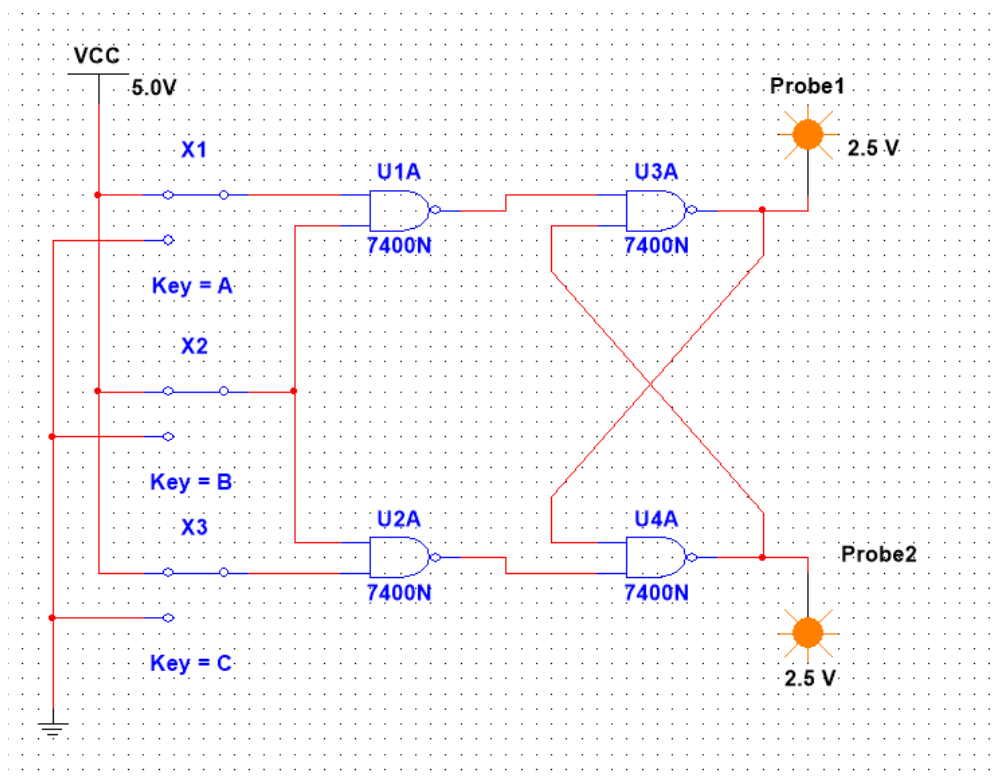 VCC
5.0V
Probe1
2.5 V
X1
U1A
U3A
7400N
7400N
Key = A
X2
Key = B
X3
U2A
U4A
Probe2
7400N
7400N
Key = C
2.5 V